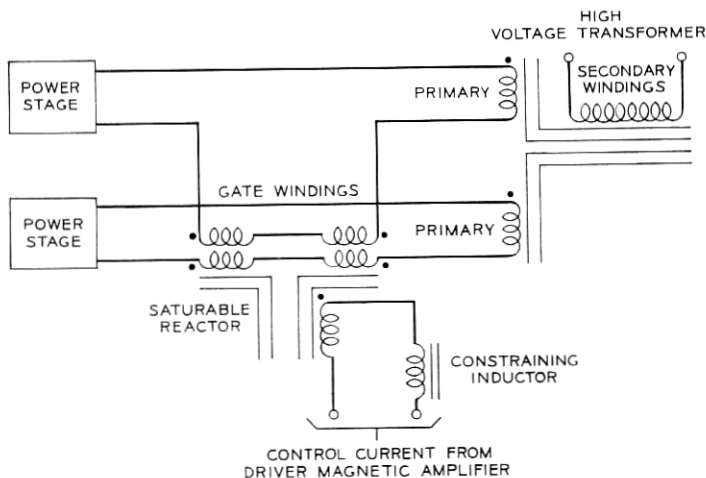 HIGH
VOLTAGE TRANSFORMER
POWER
STAGE
PRIMARY
SECONDARY
WINDINGS
GATE WINDINGS
POWER
STAGE
PRIMARY
SATURABLE
REACTOR
CONSTRAINING
INDUCTOR
CONTROL CURRENT FROM
DRIVER MAGNETIC AMPLIFIER